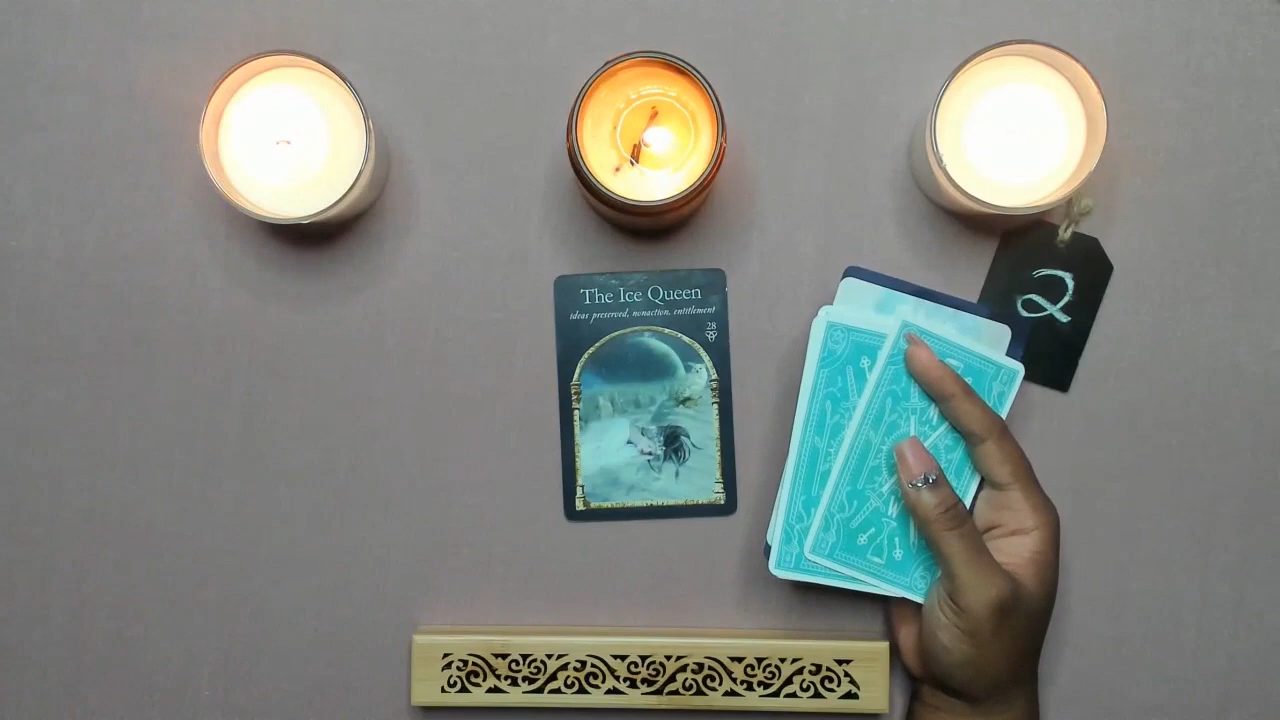 The Ice Queen
ideas preserved, nonaction, entitlement
28
2